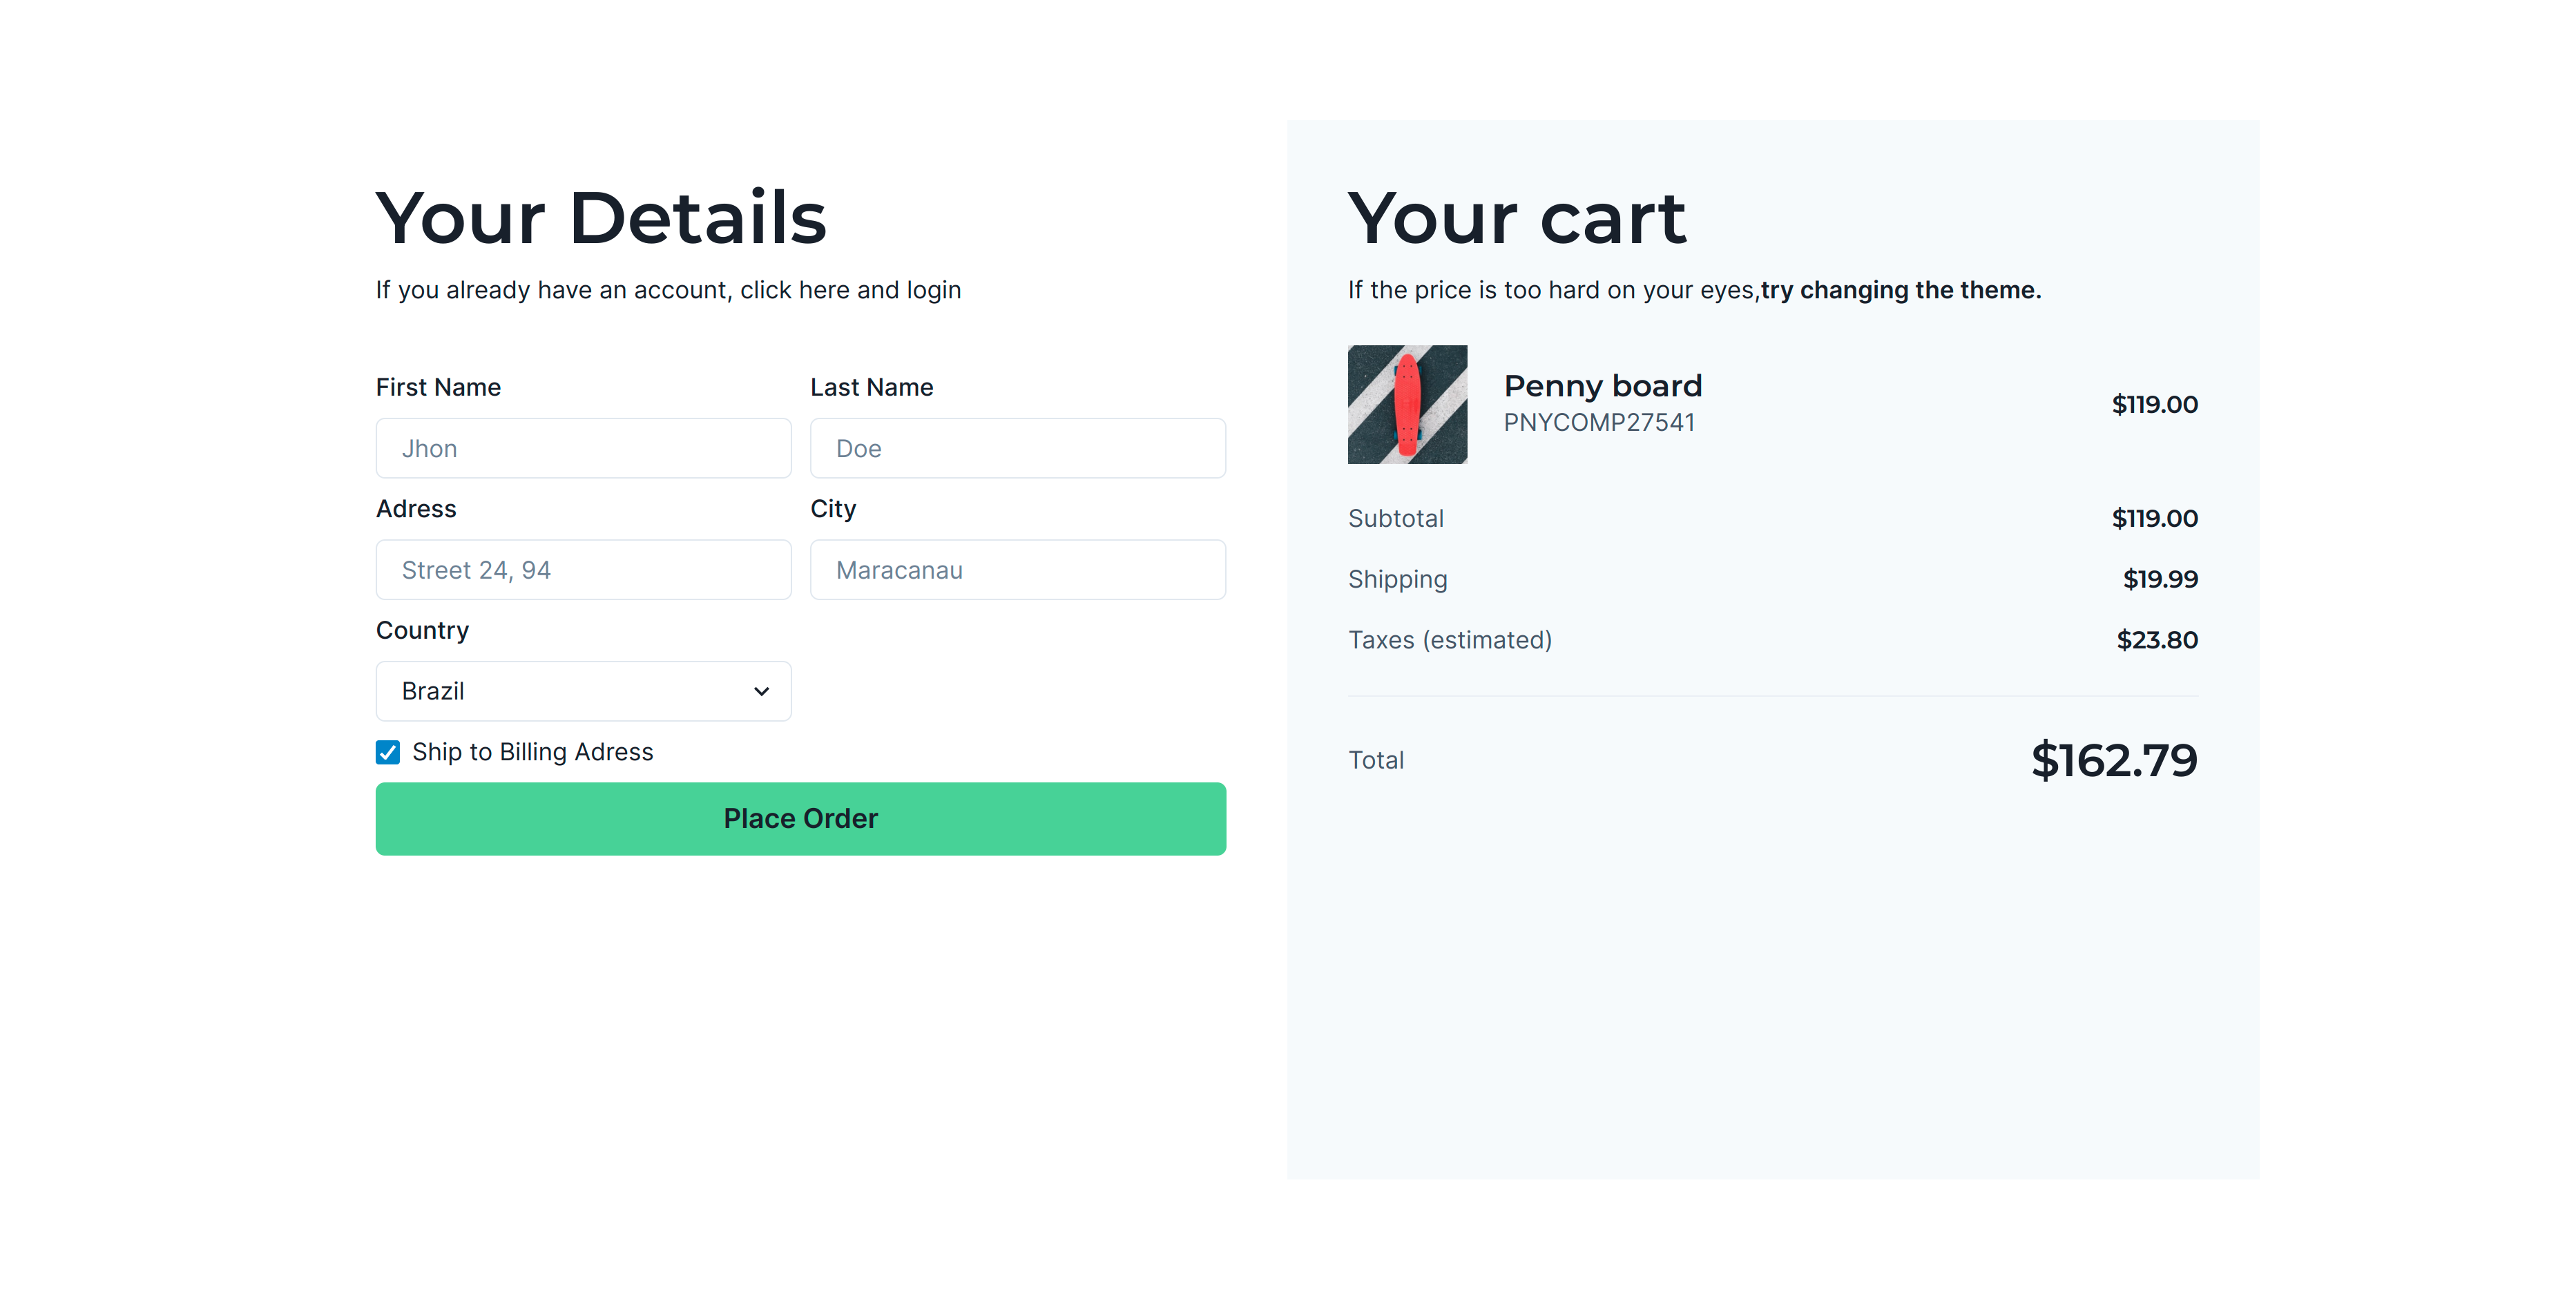 Your Details
If you already have an account, click here and login
First Name
Last Name
Jhon
Doe
Adress
City
Street 24, 94
Maracanau
Country
Brazil
Ship to Billing Adress
Place Order
Your cart
If the price is too hard on your eyes,try changing the theme.
Penny board
PNYCOMP27541
$119.00
Subtotal
$119.00
Shipping
$19.99
Taxes (estimated)
$23.80
Total
$162.79